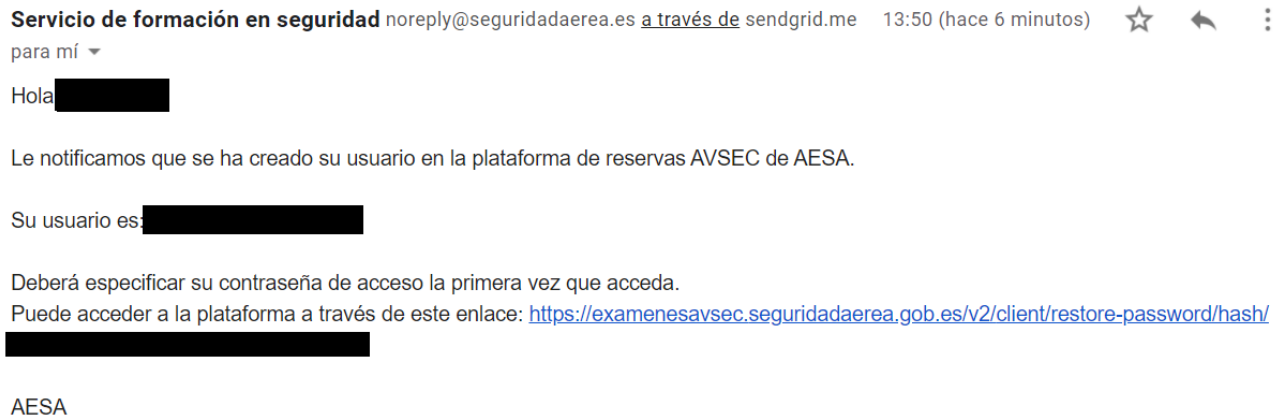 Servicio de formación en seguridad noreply@seguridadaerea.es a través de sendgrid.me 13:50 (hace 6 minutos)
para mí
Hola
Le notificamos que se ha creado su usuario en la plataforma de reservas AVSEC de AESA.
Su usuario es:
Deberá especificar su contraseña de acceso la primera vez que acceda.
Puede acceder a la plataforma a través de este enlace: https://examenesavsec.seguridadaerea.gob.es/v2/client/restore-password/hash/
AESA